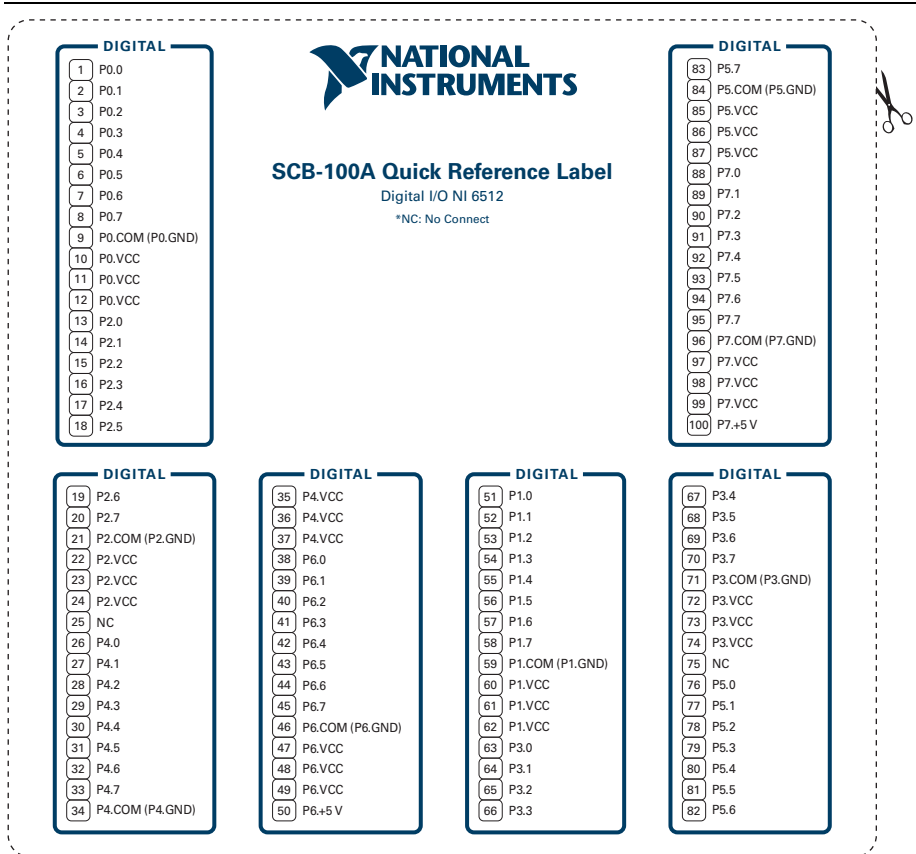 DIGITAL
1 P0.0
2 P0.1
3 P0.2
4 P0.3
5 P0.4
6 P0.5
7 P0.6
8 P0.7
9 P0.COM (P0.GND)
10 P0.VCC
11 P0.VCC
12 P0.VCC
13 P2.0
14 P2.1
15 P2.2
16 P2.3
17 P2.4
18 P2.5
NATIONAL
INSTRUMENTS
SCB-100A Quick Reference Label
Digital I/O NI 6512
*NC: No Connect
DIGITAL
83 P5.7
84 P5.COM (P5.GND)
85 P5.VCC
86 P5.VCC
87 P5.VCC
88 P7.0
89 P7.1
90 P7.2
91 P7.3
92 P7.4
93 P7.5
94 P7.6
95 P7.7
96 P7.COM (P7.GND)
97 P7.VCC
98 P7.VCC
99 P7.VCC
100 P7.+5 V
DIGITAL
19 P2.6
20 P2.7
21 P2.COM (P2.GND)
22 P2.VCC
23 P2.VCC
24 P2.VCC
25 NC
26 P4.0
27 P4.1
28 P4.2
29 P4.3
30 P4.4
31 P4.5
32 P4.6
33 P4.7
34 P4.COM (P4.GND)
DIGITAL
35 P4.VCC
36 P4.VCC
37 P4.VCC
38 P6.0
39 P6.1
40 P6.2
41 P6.3
42 P6.4
43 P6.5
44 P6.6
45 P6.7
46 P6.COM (P6.GND)
47 P6.VCC
48 P6.VCC
49 P6.VCC
50 P6.+5 V
DIGITAL
51 P1.0
52 P1.1
53 P1.2
54 P1.3
55 P1.4
56 P1.5
57 P1.6
58 P1.7
59 P1.COM (P1.GND)
60 P1.VCC
61 P1.VCC
62 P1.VCC
63 P3.0
64 P3.1
65 P3.2
66 P3.3
DIGITAL
67 P3.4
68 P3.5
69 P3.6
70 P3.7
71 P3.COM (P3.GND)
72 P3.VCC
73 P3.VCC
74 P3.VCC
75 NC
76 P5.0
77 P5.1
78 P5.2
79 P5.3
80 P5.4
81 P5.5
82 P5.6